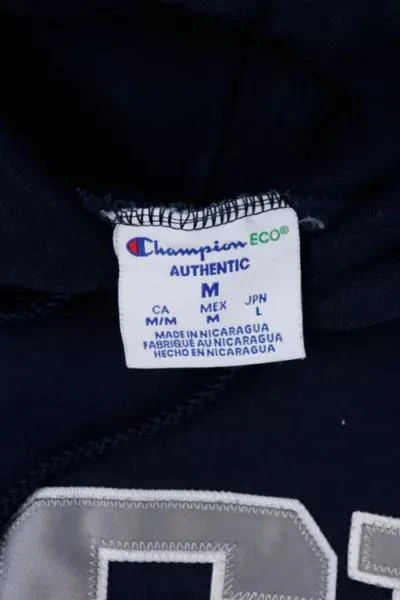 Champion ECO®
AUTHENTIC
M
CA MEX JPN
M/M M L
MADE IN NICARAGUA
FABRIQUÉ AU NICARAGUA
HECHO EN NICARAGUA